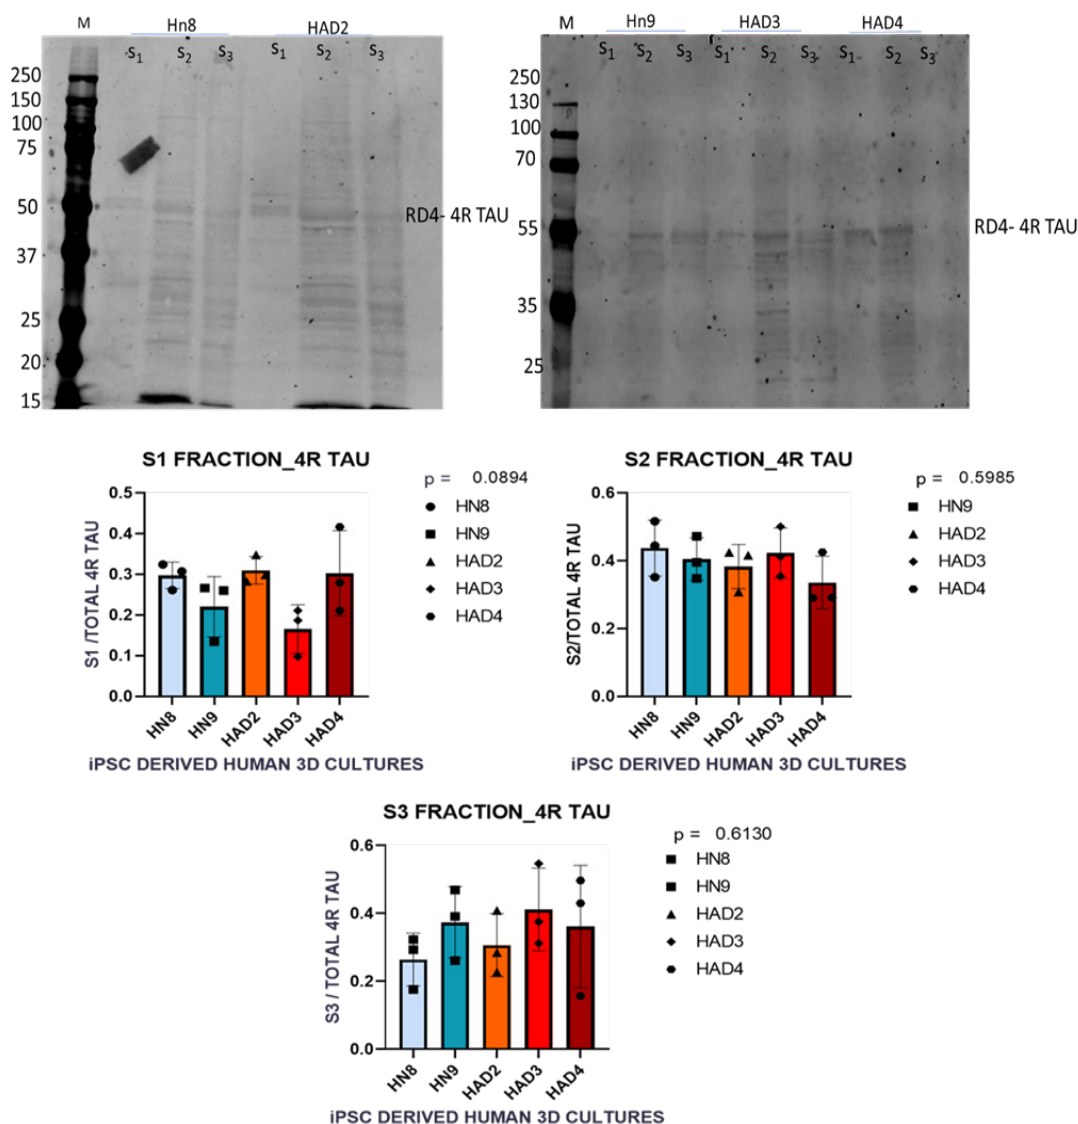 M Hn8 HAD2
S1 S2 S3 S1 S2 S3
250
150
100
75
50
37
25
20
15
RD4- 4R TAU
M Hn9 HAD3 HAD4
S1 S2 S3 S1 S2 S3 S1 S2 S3
250
130
100
70
55
35
25
RD4- 4R TAU
S1 FRACTION_4R TAU
p = 0.0894
HN8
HN9
HAD2
HAD3
HAD4
S1 /TOTAL 4R TAU
0.5
0.4
0.3
0.2
0.1
0.0
HN8 HN9 HAD2 HAD3 HAD4
iPSC DERIVED HUMAN 3D CULTURES
S2 FRACTION_4R TAU
p = 0.5985
HN9
HAD2
HAD3
HAD4
S2/TOTAL 4R TAU
0.6
0.4
0.2
0.0
HN8 HN9 HAD2 HAD3 HAD4
iPSC DERIVED HUMAN 3D CULTURES
S3 FRACTION_4R TAU
p = 0.6130
HN8
HN9
HAD2
HAD3
HAD4
S3 / TOTAL 4R TAU
0.6
0.4
0.2
0.0
HN8 HN9 HAD2 HAD3 HAD4
iPSC DERIVED HUMAN 3D CULTURES